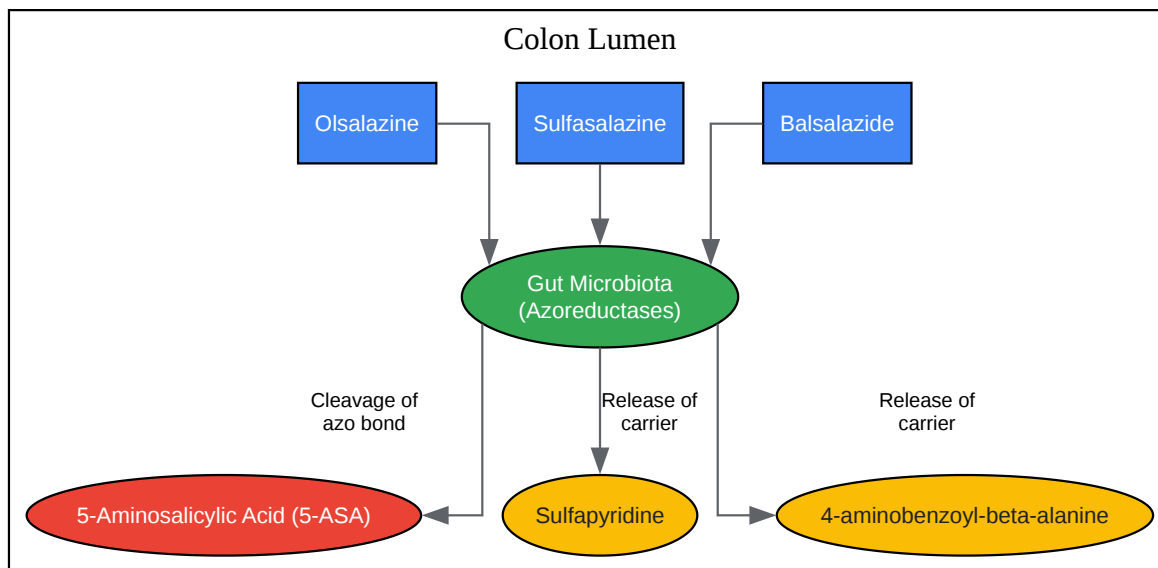 Colon Lumen
Olsalazine
Sulfasalazine
Balsalazide
Gut Microbiota
(Azoreductases)
Cleavage of
azo bond
Release of
carrier
Release of
carrier
5-Aminosalicylic Acid (5-ASA)
Sulfapyridine
4-aminobenzoyl-beta-alanine